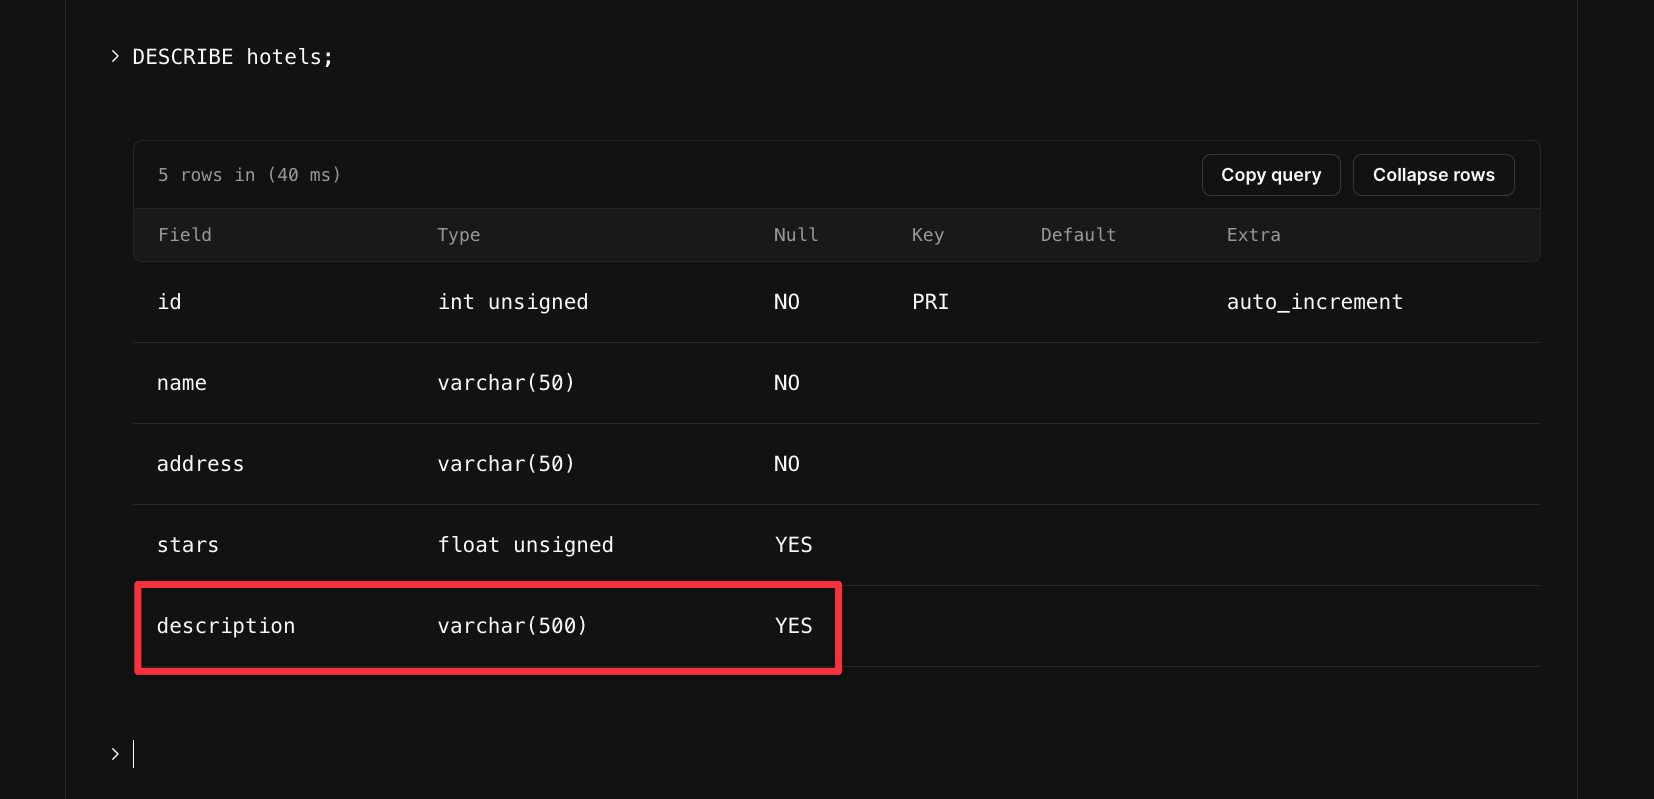 > DESCRIBE hotels;
5 rows in (40 ms) Copy query Collapse rows
Field Type Null Key Default Extra
id int unsigned NO PRI auto_increment
name varchar(50) NO
address varchar(50) NO
stars float unsigned YES
description varchar(500) YES
>